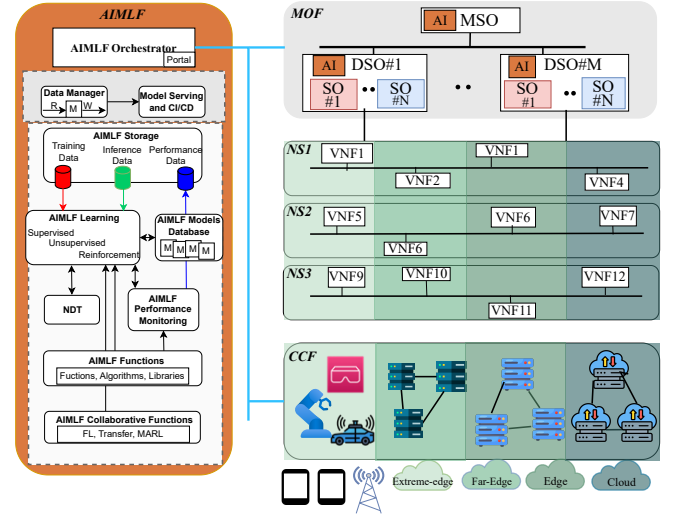 AIMLF
AIMLF Orchestrator
Portal
Data Manager
R
M
W
Model Serving
and CI/CD
AIMLF Storage
Training
Data
Inference
Data
Performance
Data
AIMLF Learning
Supervised
Unsupervised
Reinforcement
AIMLF Models
Database
M
M
M
M
NDT
AIMLF
Performance
Monitoring
AIMLF Functions
Fuctions, Algorithms, Libraries
AIMLF Collaborative Functions
FL, Transfer, MARL
MOF
AI
MSO
AI
DSO#1
SO
#1
SO
#N
AI
DSO#M
SO
#1
SO
#N
NS1
VNF1
VNF2
VNF1
VNF4
NS2
VNF5
VNF6
VNF6
VNF7
NS3
VNF9
VNF10
VNF11
VNF12
CCF
Extreme-edge
Far-Edge
Edge
Cloud